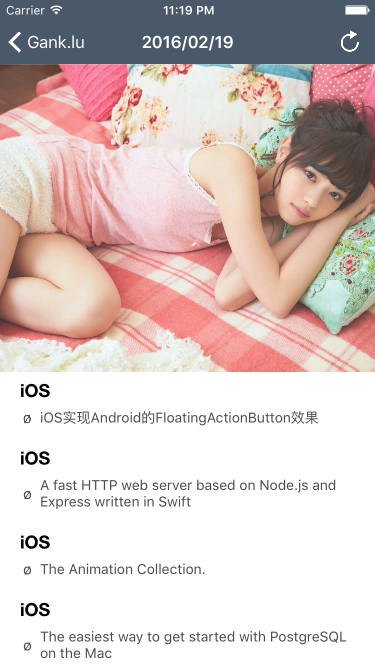 Carrier 11:19 PM
Gank.lu 2016/02/19
iOS
ø iOS实现Android的FloatingActionButton效果
iOS
ø A fast HTTP web server based on Node.js and
Express written in Swift
iOS
ø The Animation Collection.
iOS
ø The easiest way to get started with PostgreSQL
on the Mac